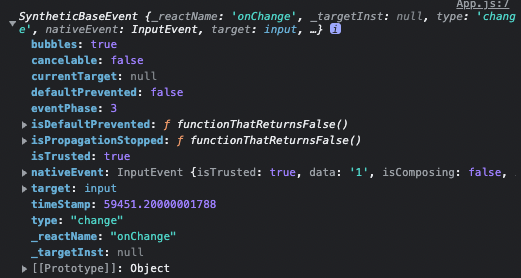 App.js:7
SyntheticBaseEvent {_reactName: 'onChange', _targetInst: null, type: 'chang
e', nativeEvent: InputEvent, target: input, …} i
bubbles: true
cancelable: false
currentTarget: null
defaultPrevented: false
eventPhase: 3
isDefaultPrevented: ƒ functionThatReturnsFalse()
isPropagationStopped: ƒ functionThatReturnsFalse()
isTrusted: true
nativeEvent: InputEvent {isTrusted: true, data: '1', isComposing: false,
target: input
timeStamp: 59451.20000001788
type: "change"
_reactName: "onChange"
_targetInst: null
[[Prototype]]: Object